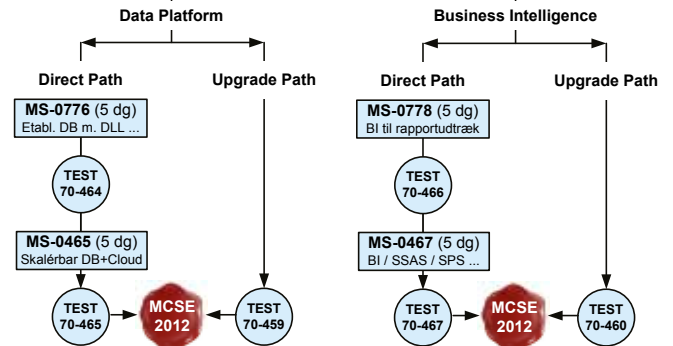 Data Platform
Direct Path
Upgrade Path
MS-0776 (5 dg)
Etabl. DB m. DLL ...
TEST
70-464
MS-0465 (5 dg)
Skalérbar DB+Cloud
TEST
70-465
MCSE
2012
TEST
70-459
Business Intelligence
Direct Path
Upgrade Path
MS-0778 (5 dg)
BI til rapportudtræk
TEST
70-466
MS-0467 (5 dg)
BI / SSAS / SPS ...
TEST
70-467
MCSE
2012
TEST
70-460